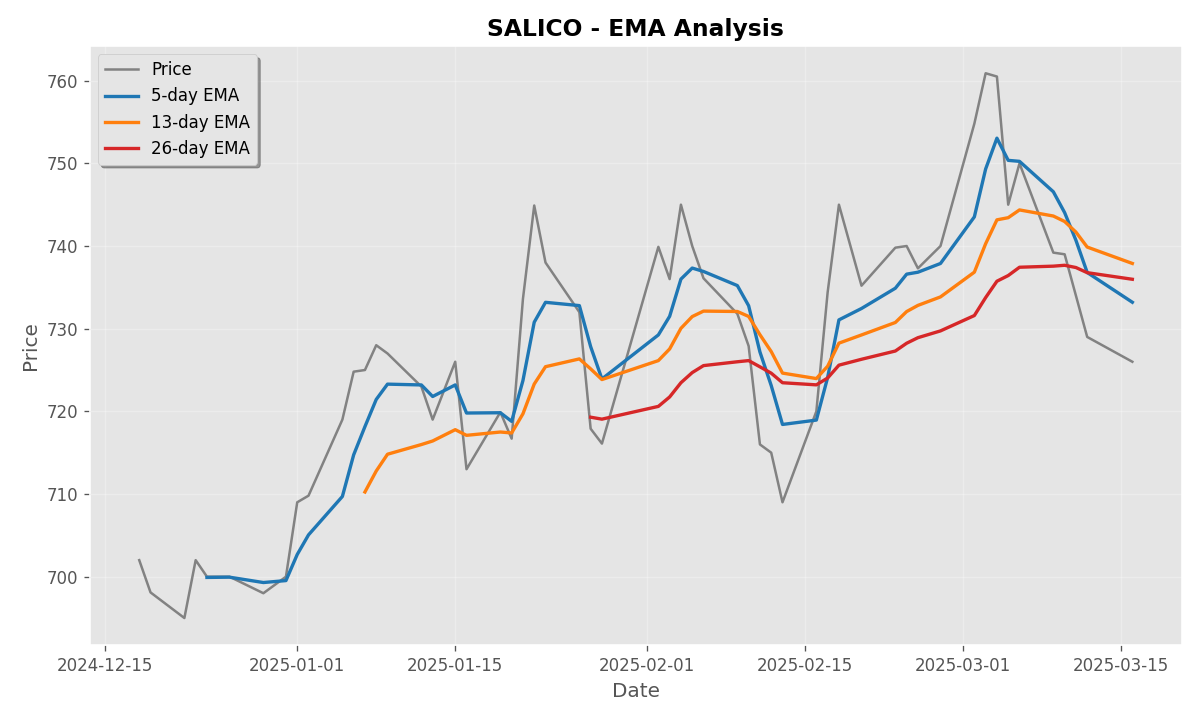 SALICO - EMA Analysis
Price
5-day EMA
13-day EMA
26-day EMA
760
750
740
730
720
710
700
Price
2024-12-15
2025-01-01
2025-01-15
2025-02-01
2025-02-15
2025-03-01
2025-03-15
Date